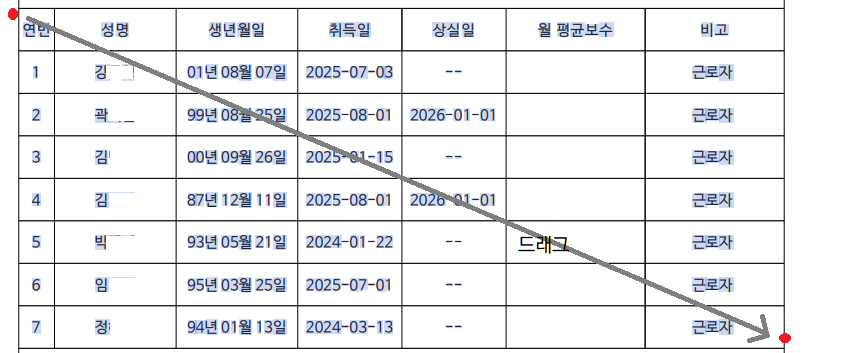 연번 성명 생년월일 취득일 상실일 월 평균보수 비고
1 강 01년 08월 07일 2025-07-03 -- 근로자
2 곽 99년 08월 25일 2025-08-01 2026-01-01 근로자
3 김 00년 09월 26일 2025-01-15 -- 근로자
4 김 87년 12월 11일 2025-08-01 2026-01-01 근로자
5 박 93년 05월 21일 2024-01-22 -- 드래그 근로자
6 임 95년 03월 25일 2025-07-01 -- 근로자
7 정 94년 01월 13일 2024-03-13 -- 근로자